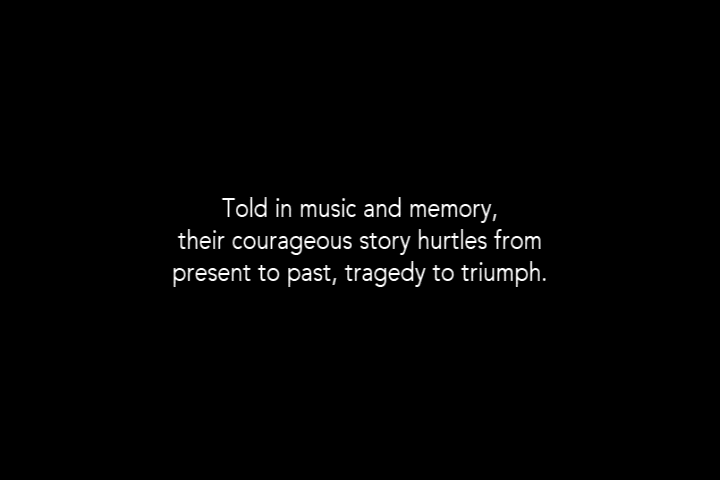 Told in music and memory,
their courageous story hurtles from
present to past, tragedy to triumph.